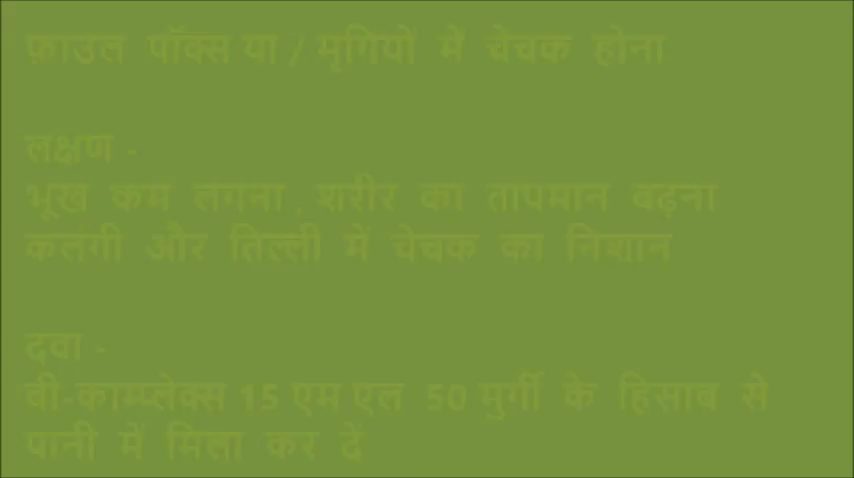 फ़ाउल पॉक्स या / मृगियों में चेचक होना
लक्षण -
भूख कम लगना , शरीर का तापमान बढ़ना
कलंगी और तिल्ली में चेचक का निशान
दवा -
बी-काम्प्लेक्स 15 एम एल 50 मुर्गी के हिसाब से
पानी में मिला कर दें